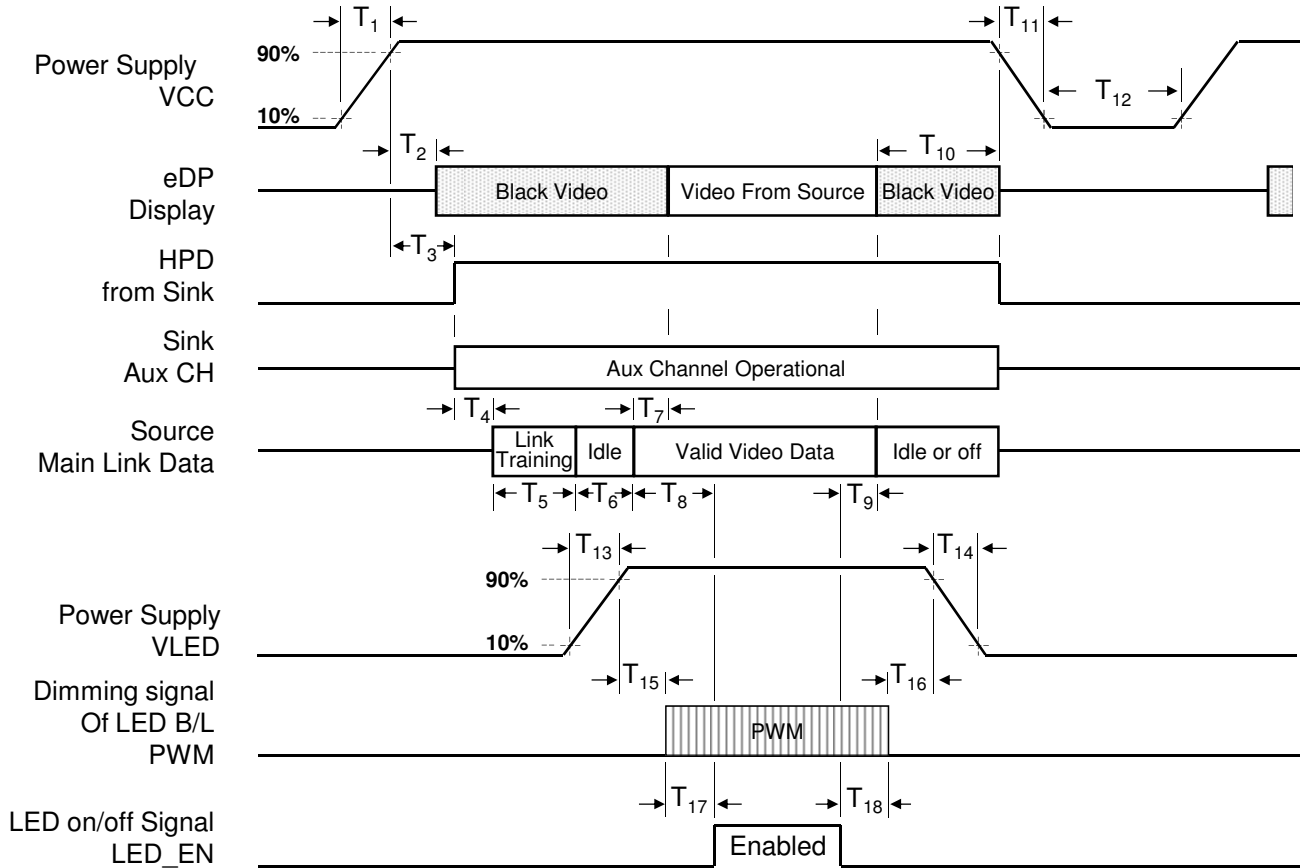 T1
T11
90%
Power Supply
VCC
10%
T12
T2
T10
eDP
Display
Black Video
Video From Source
Black Video
T3
HPD
from Sink
Sink
Aux CH
Aux Channel Operational
T4
T7
Source
Main Link Data
Link
Training
Idle
Valid Video Data
Idle or off
T5
T6
T8
T9
T13
T14
90%
Power Supply
VLED
10%
T15
T16
Dimming signal
Of LED B/L
PWM
PWM
T17
T18
LED on/off Signal
LED_EN
Enabled